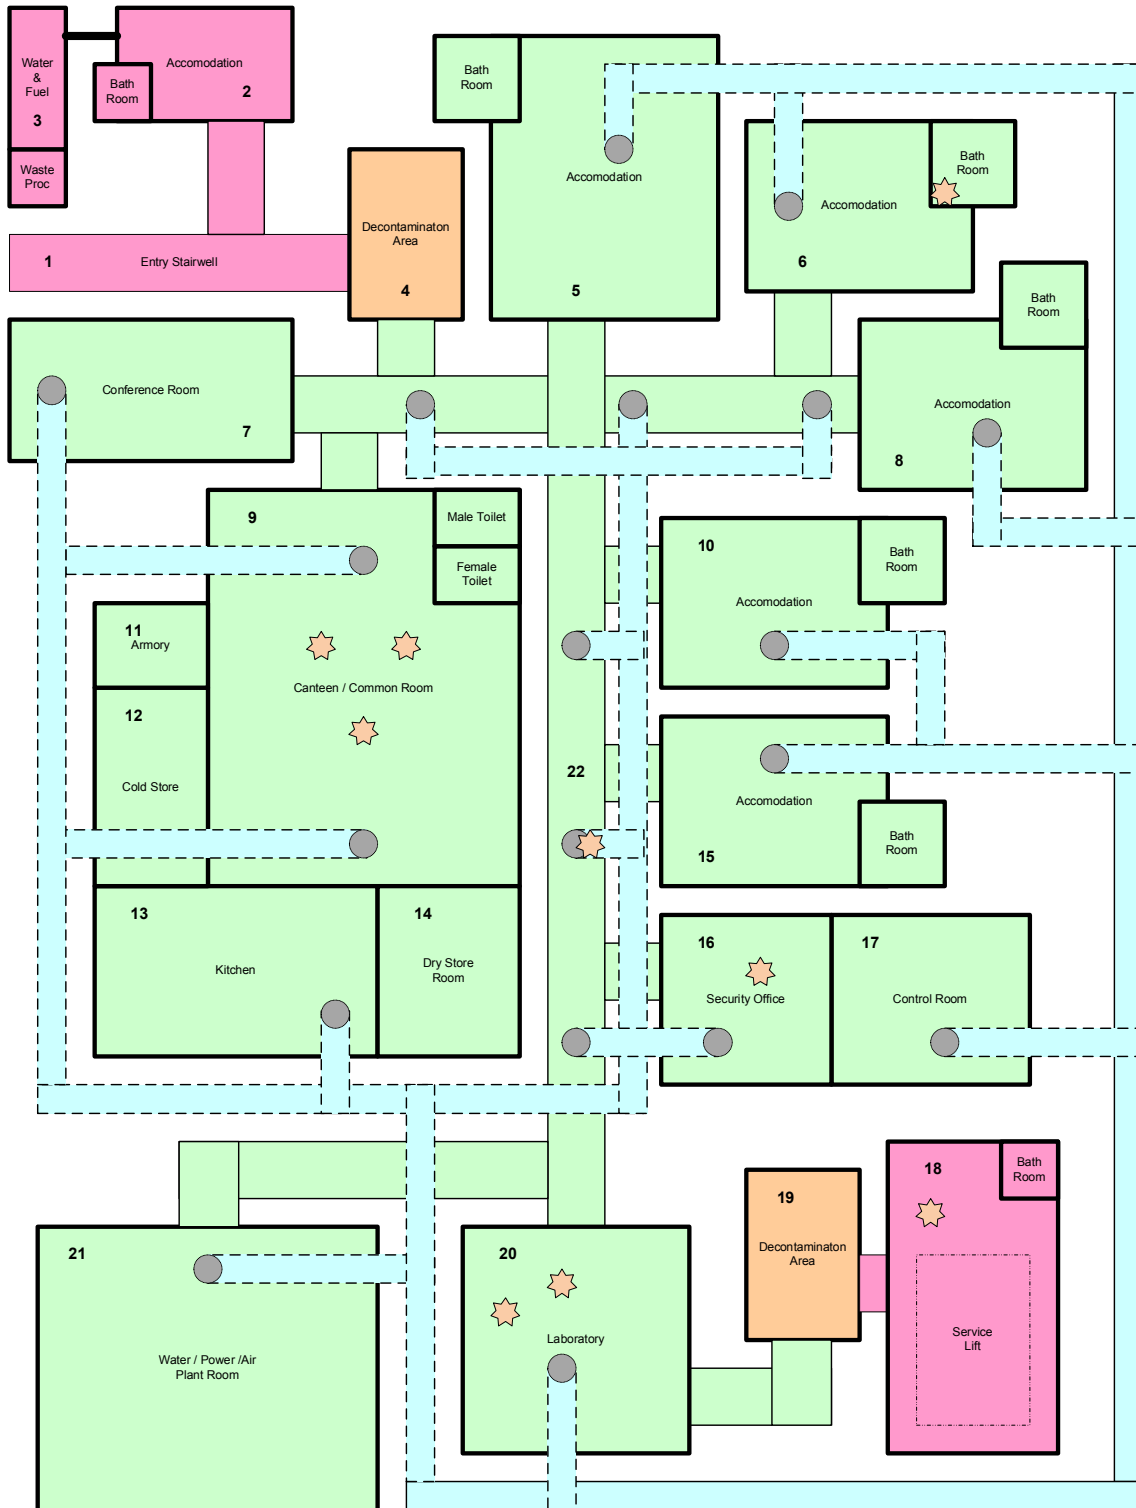 Water
&
Fuel
3
Waste
Proc
Accomodation
2
Bath
Room
1
Entry Stairwell
Decontaminaton
Area
4
Bath
Room
Accomodation
5
Bath
Room
Accomodation
6
Bath
Room
Accomodation
8
Conference Room
7
9
Male Toilet
Female
Toilet
Canteen / Common Room
11
Armory
12
Cold Store
13
Kitchen
14
Dry Store
Room
10
Accomodation
Bath
Room
22
Accomodation
15
Bath
Room
16
Security Office
17
Control Room
18
Bath
Room
Service
Lift
19
Decontaminaton
Area
20
Laboratory
21
Water / Power /Air
Plant Room